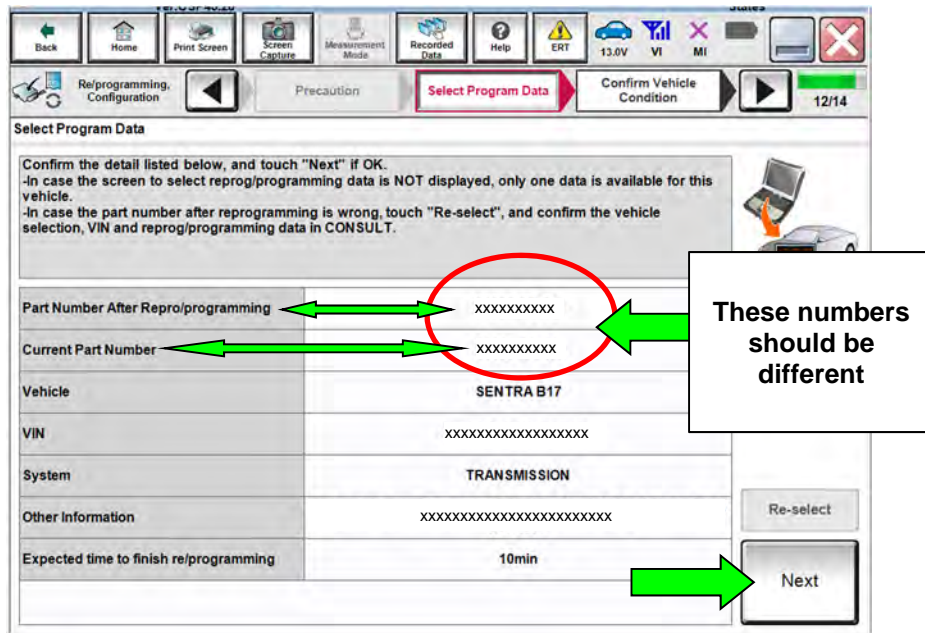 Back
Home
Print Screen
Screen Capture
Measurement Mode
Recorded Data
Help
ERT
13.0V
VI
MI
Re/programming,
Configuration
Precaution
Select Program Data
Confirm Vehicle
Condition
12/14
Select Program Data
Confirm the detail listed below, and touch "Next" if OK.
-In case the screen to select reprog/programming data is NOT displayed, only one data is available for this
vehicle.
-In case the part number after reprogramming is wrong, touch "Re-select", and confirm the vehicle
selection, VIN and reprog/programming data in CONSULT.
Part Number After Repro/programming xxxxxxxxxx
Current Part Number xxxxxxxxxx
These numbers
should be
different
Vehicle SENTRA B17
VIN xxxxxxxxxxxxxxxxxx
System TRANSMISSION
Other Information xxxxxxxxxxxxxxxxxxxxxxxx
Re-select
Expected time to finish re/programming 10min
Next